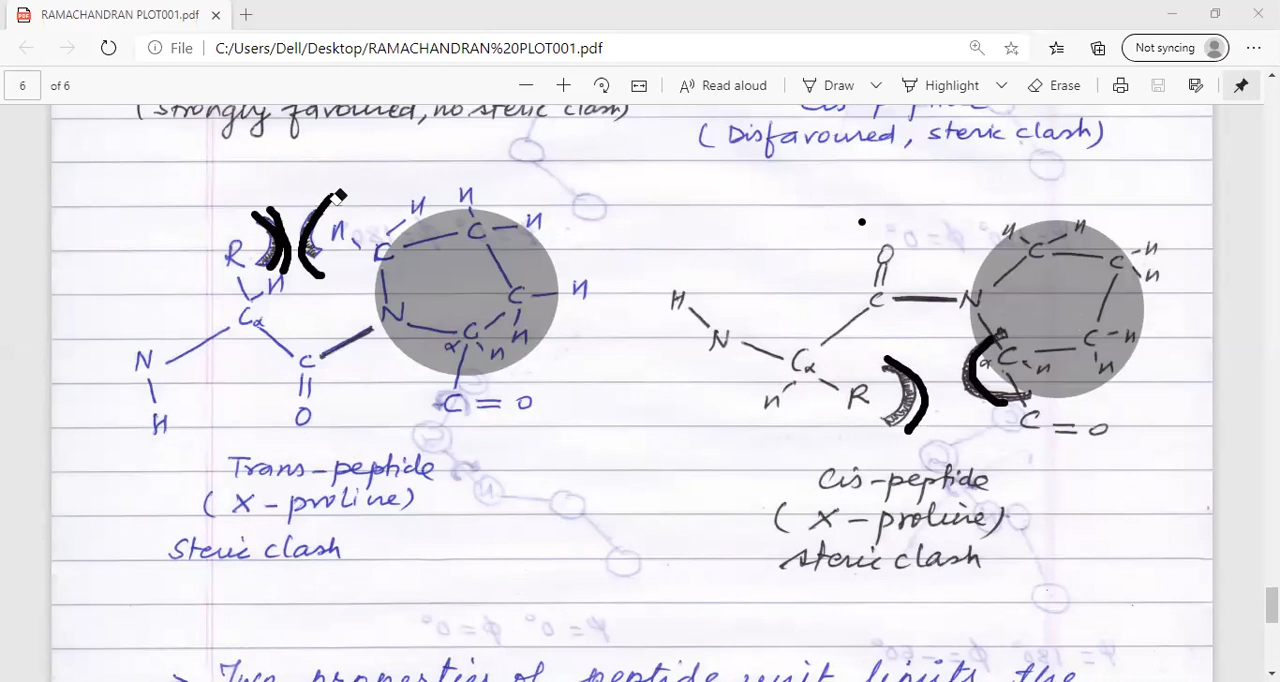 RAMACHANDRAN PLOT001.pdf
File C:/Users/Dell/Desktop/RAMACHANDRAN%20PLOT001.pdf
Not syncing
6 of 6
Read aloud Draw Highlight Erase
(Strongly favoured, no steric clash)
(Disfavoured, steric clash)
H
H H
R H C C H
H
Cα N C H
N C α C H H
H O C = O
O
H H C H
C C H
H C N
N Cα α C H C H
H R H
C = O
Trans-peptide
(X-proline)
Steric clash
Cis-peptide
(X-proline)
steric clash
Two properties of peptide unit limits the